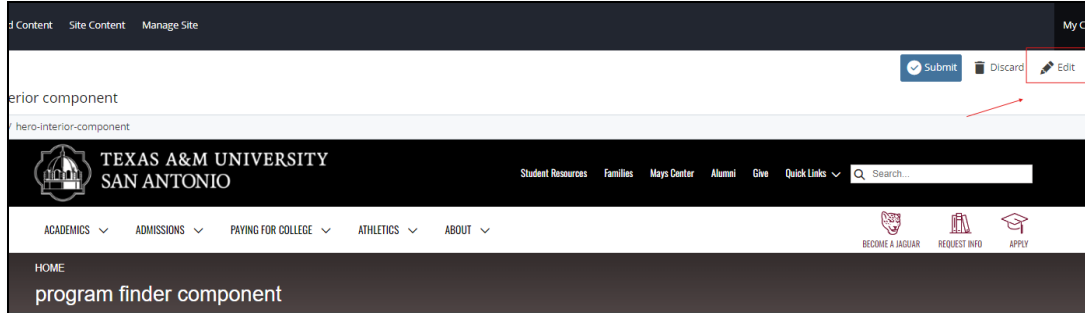 d Content Site Content Manage Site My C
Submit Discard Edit
erior component
/ hero-interior-component
TEXAS A&M UNIVERSITY
SAN ANTONIO
Student Resources Families Mays Center Alumni Give Quick Links Search...
ACADEMICS ADMISSIONS PAYING FOR COLLEGE ATHLETICS ABOUT BECOME A JAGUAR REQUEST INFO APPLY
HOME
program finder component